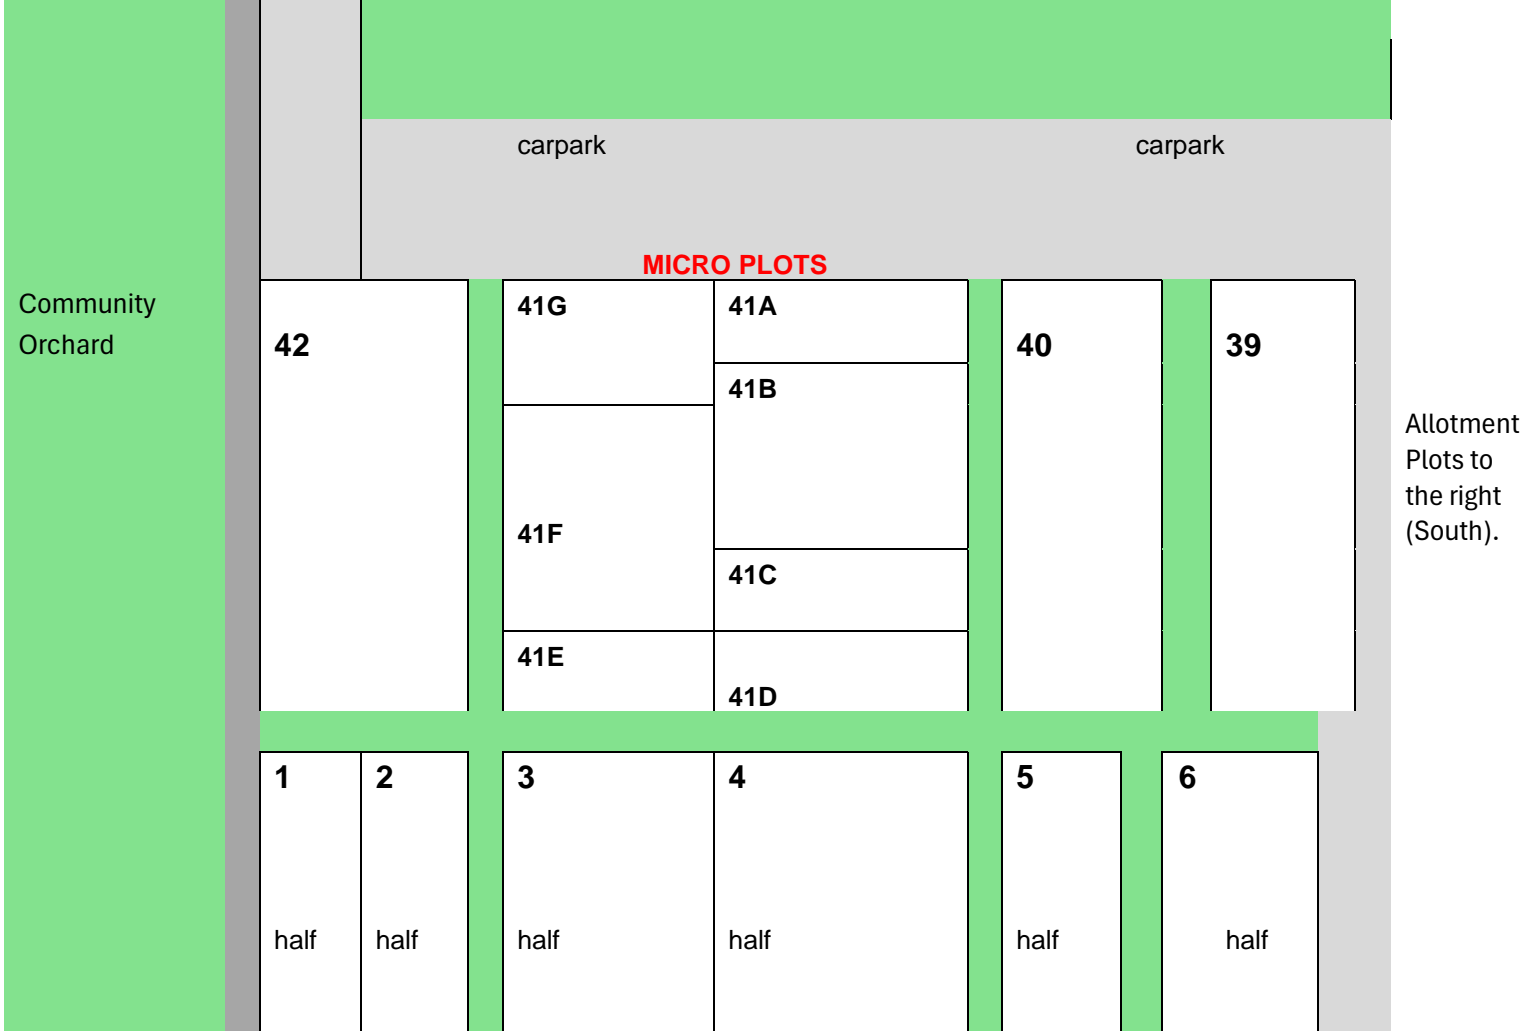 carpark carpark
MICRO PLOTS
Community
Orchard
42
41G
41A
40
39
41B
41F
41C
41E
41D
Allotment
Plots to
the right
(South).
1 2 3 4 5 6
half half half half half half